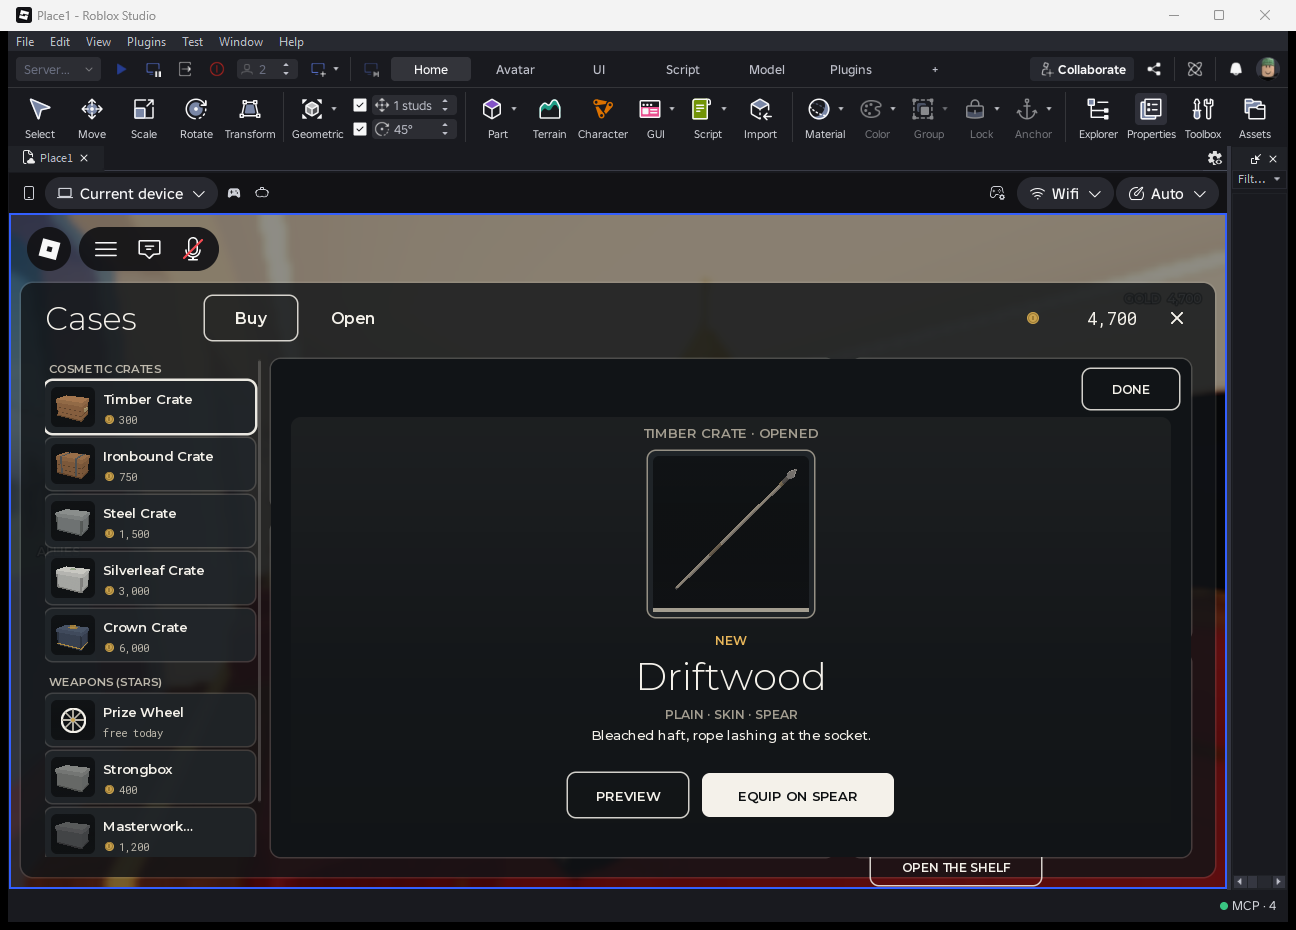 Place1 - Roblox Studio
File Edit View Plugins Test Window Help
Server... 2 Home Avatar UI Script Model Plugins + Collaborate
1 studs
45°
Select Move Scale Rotate Transform Geometric Part Terrain Character GUI Script Import Material Color Group Lock Anchor Explorer Properties Toolbox Assets
Place1
Filt...
Current device Wifi Auto
GOLD 4,700
Cases Buy Open 4,700
COSMETIC CRATES
Timber Crate
300
Ironbound Crate
750
Steel Crate
1,500
Silverleaf Crate
3,000
Crown Crate
6,000
WEAPONS (STARS)
Prize Wheel
free today
Strongbox
400
Masterwork...
1,200
DONE
TIMBER CRATE · OPENED
NEW
Driftwood
PLAIN · SKIN · SPEAR
Bleached haft, rope lashing at the socket.
PREVIEW EQUIP ON SPEAR
OPEN THE SHELF
MCP · 4